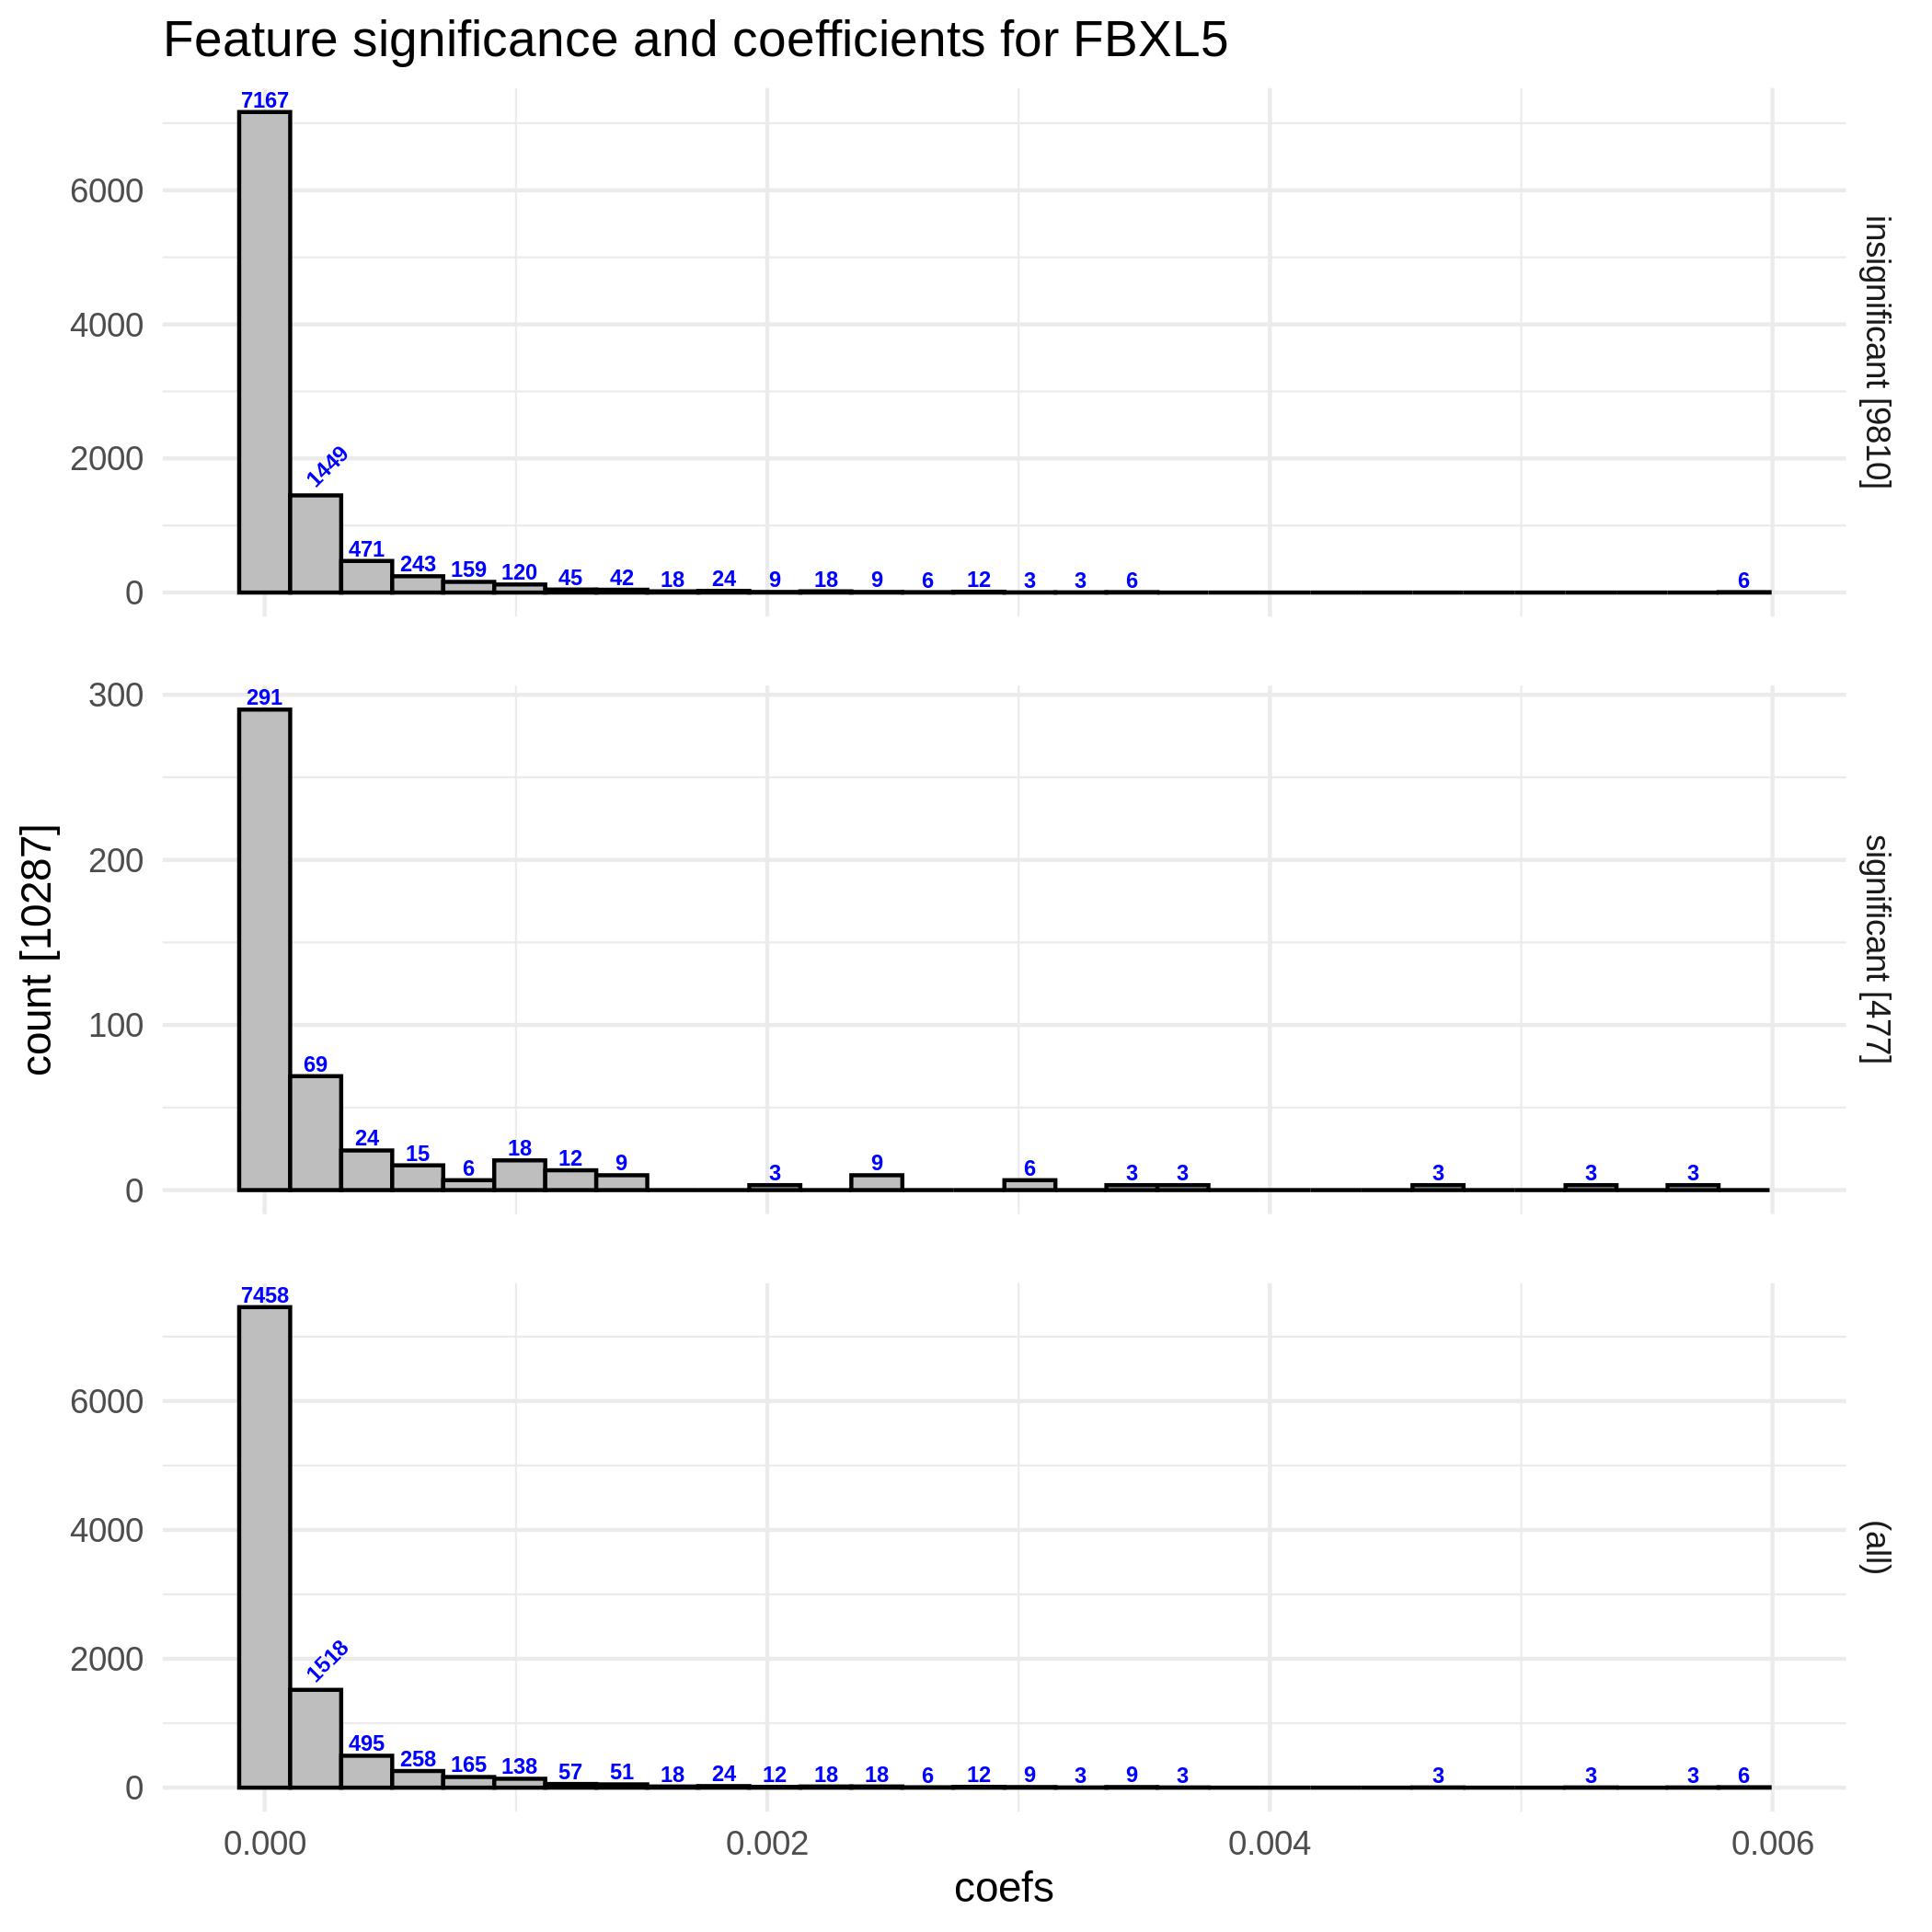 Feature significance and coefficients for FBXL5
7167
6000
4000
2000
0
1449
471 243 159 120 45 42 18 24 9 18 9 6 12 3 3 6 6
insignificant [9810]
count [10287]
300
200
100
0
291
69
24 15 6 18 12 9 3 9 6 3 3 3 3 3
significant [477]
7458
6000
4000
2000
0
1518
495 258 165 138 57 51 18 24 12 18 18 6 12 9 3 9 3 3 3 3 6
(all)
0.000 0.002 0.004 0.006
coefs